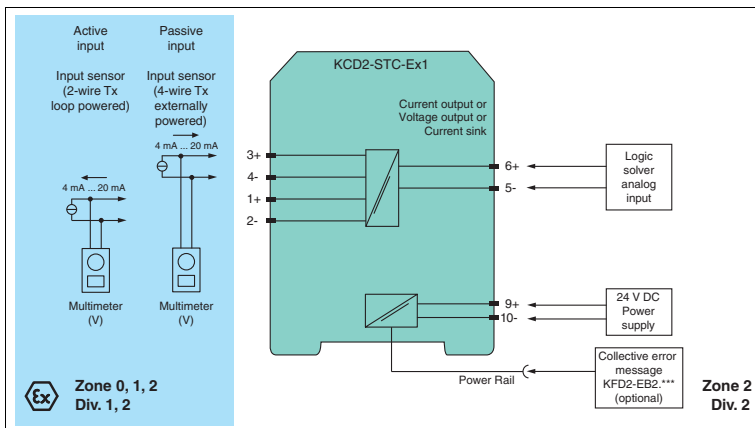 Active
input
Passive
input
Input sensor
(2-wire Tx
loop powered)
Input sensor
(4-wire Tx
externally
powered)
4 mA ... 20 mA
4 mA ... 20 mA
Multimeter
(V)
Multimeter
(V)
Ex
Zone 0, 1, 2
Div. 1, 2
KCD2-STC-Ex1
Current output or
Voltage output or
Current sink
3+
4-
1+
2-
6+
5-
Logic
solver
analog
input
9+
10-
24 V DC
Power
supply
Power Rail
Collective error
message
KFD2-EB2.***
(optional)
Zone 2
Div. 2